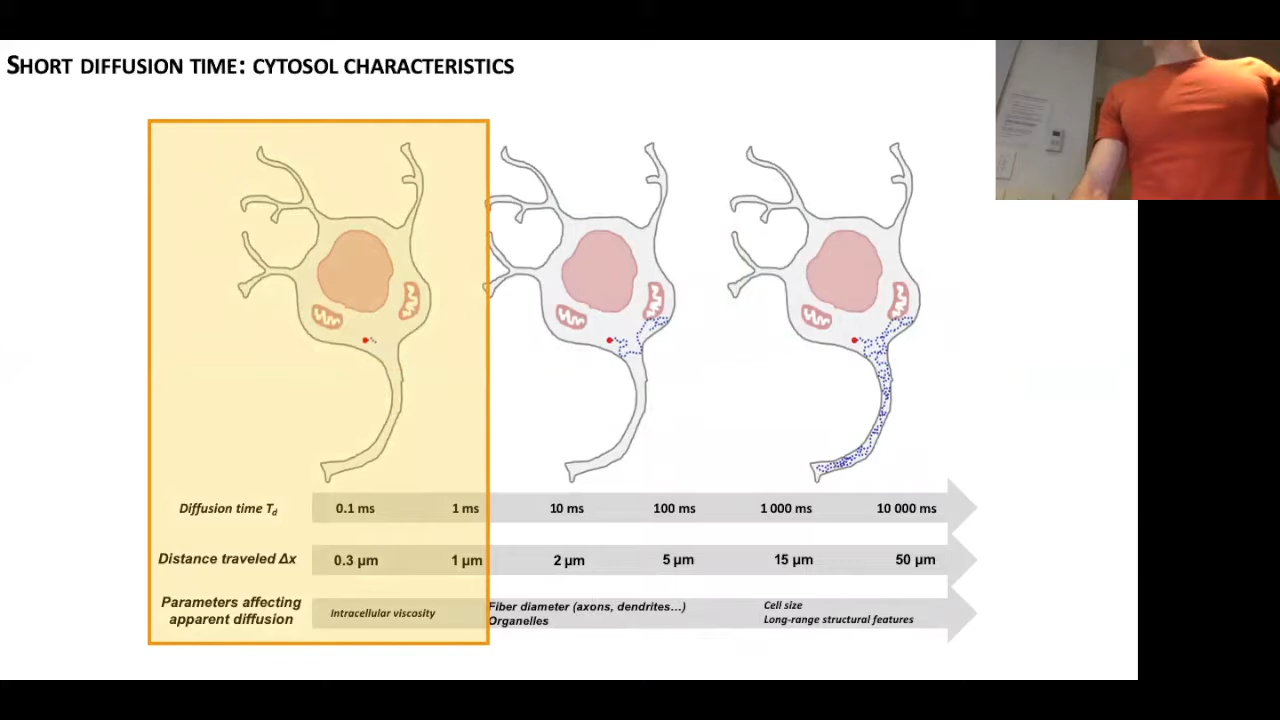 SHORT DIFFUSION TIME: CYTOSOL CHARACTERISTICS
Diffusion time Td 0.1 ms 1 ms 10 ms 100 ms 1 000 ms 10 000 ms
Distance traveled Δx 0.3 μm 1 μm 2 μm 5 μm 15 μm 50 μm
Parameters affecting
apparent diffusion
Intracellular viscosity
Fiber diameter (axons, dendrites...)
Organelles
Cell size
Long-range structural features